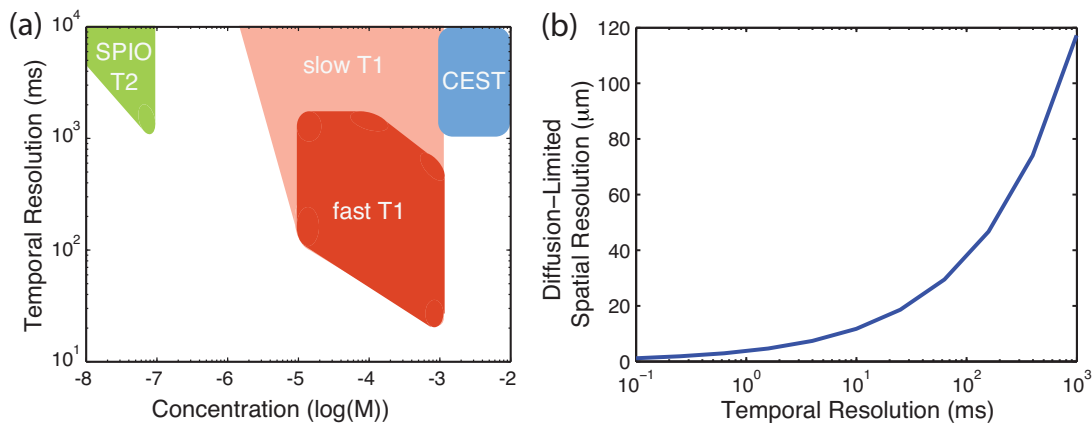 (a)
Temporal Resolution (ms)
10^4
10^3
10^2
10^1
SPIO
T2
slow T1
CEST
fast T1
-8 -7 -6 -5 -4 -3 -2
Concentration (log(M))
(b)
Diffusion−Limited
Spatial Resolution (μm)
120
100
80
60
40
20
0
10^−1 10^0 10^1 10^2 10^3
Temporal Resolution (ms)